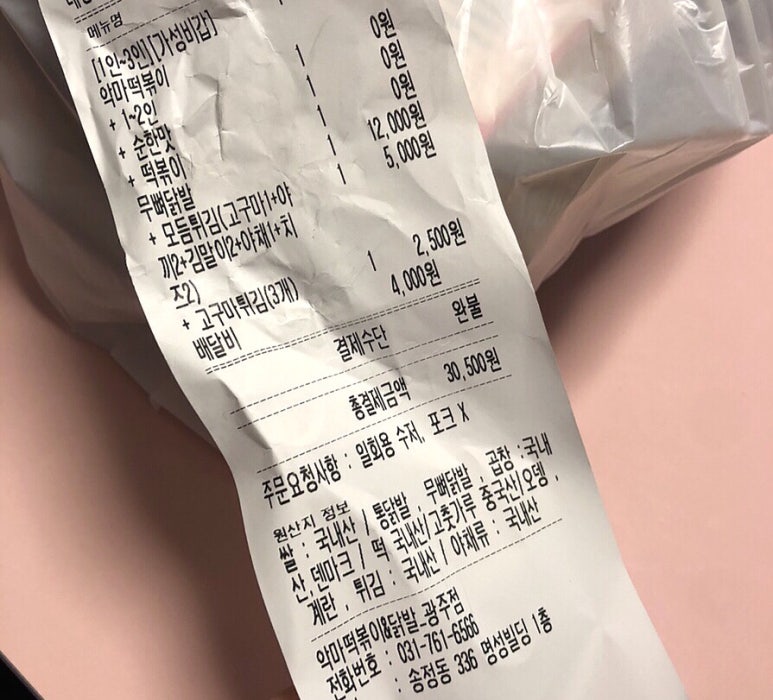 메뉴명
[1인~3인][가성비갑] 0원
악마떡볶이 1 0원
+ 1~2인 1 0원
+ 순한맛 1 12,000원
+ 떡볶이 1 5,000원
무뼈닭발 1
+ 모듬튀김(고구마1+야
끼2+김말이2+야채1+치
즈2) 1 2,500원
+ 고구마튀김(3개) 4,000원
배달비
결제수단 완불
총결제금액 30,500원
주문요청사항 : 일회용 수저, 포크 X
원산지 정보
쌀 : 국내산 / 통닭발, 무뼈닭발, 곱창 :국내
산,덴마크 / 떡 국내산/고춧가루 중국산/오뎅,
계란, 튀김 : 국내산 / 야채류 : 국내산
악마떡볶이&닭발_광주점
전화번호 : 031-761-6566
: 송정동 336 명성빌딩 1층